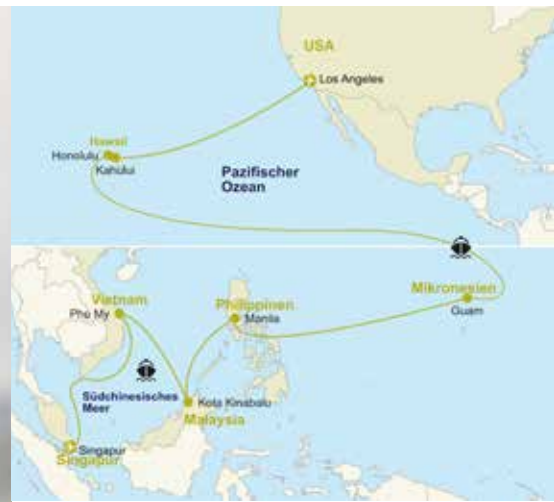 USA
Los Angeles
Hawaii
Honolulu
Kahului
Pazifischer
Ozean
Vietnam
Phu My
Philippinen
Manila
Mikronesien
Guam
Südchinesisches
Meer
Kota Kinabalu
Malaysia
Singapur
Singapur